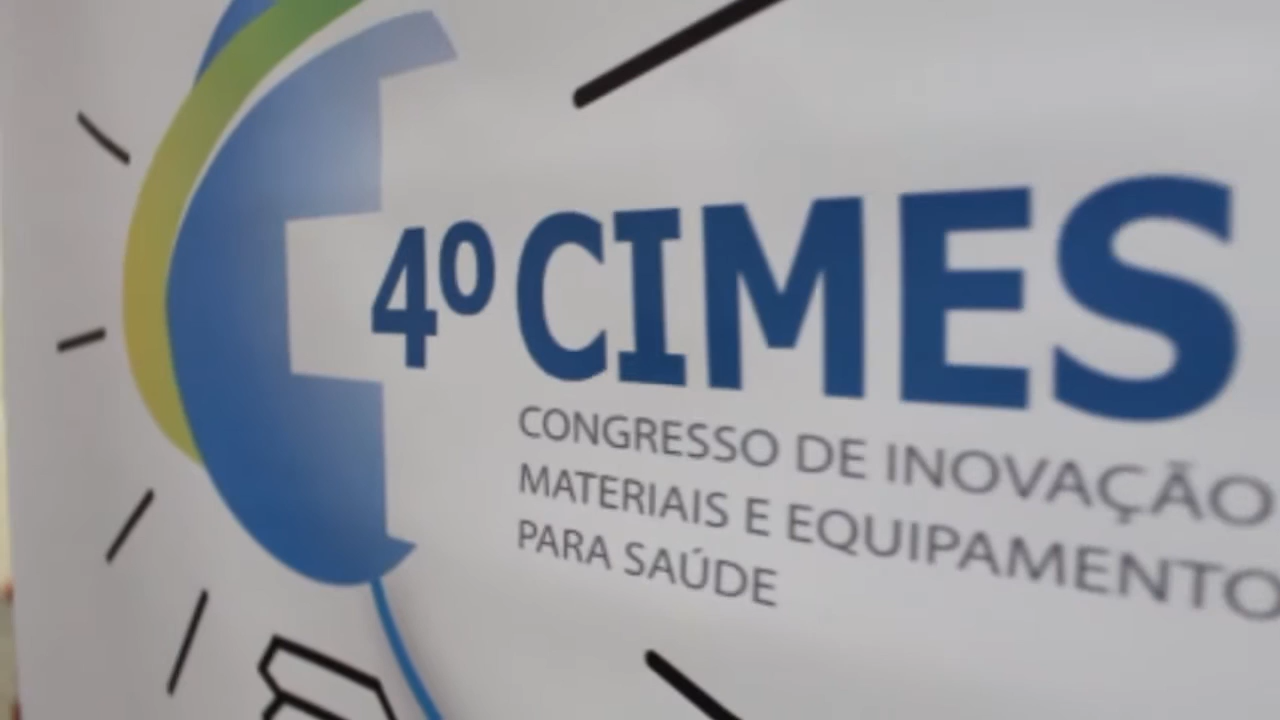 4º CIMES
CONGRESSO DE INOVAÇÃO
MATERIAIS E EQUIPAMENTO
PARA SAÚDE